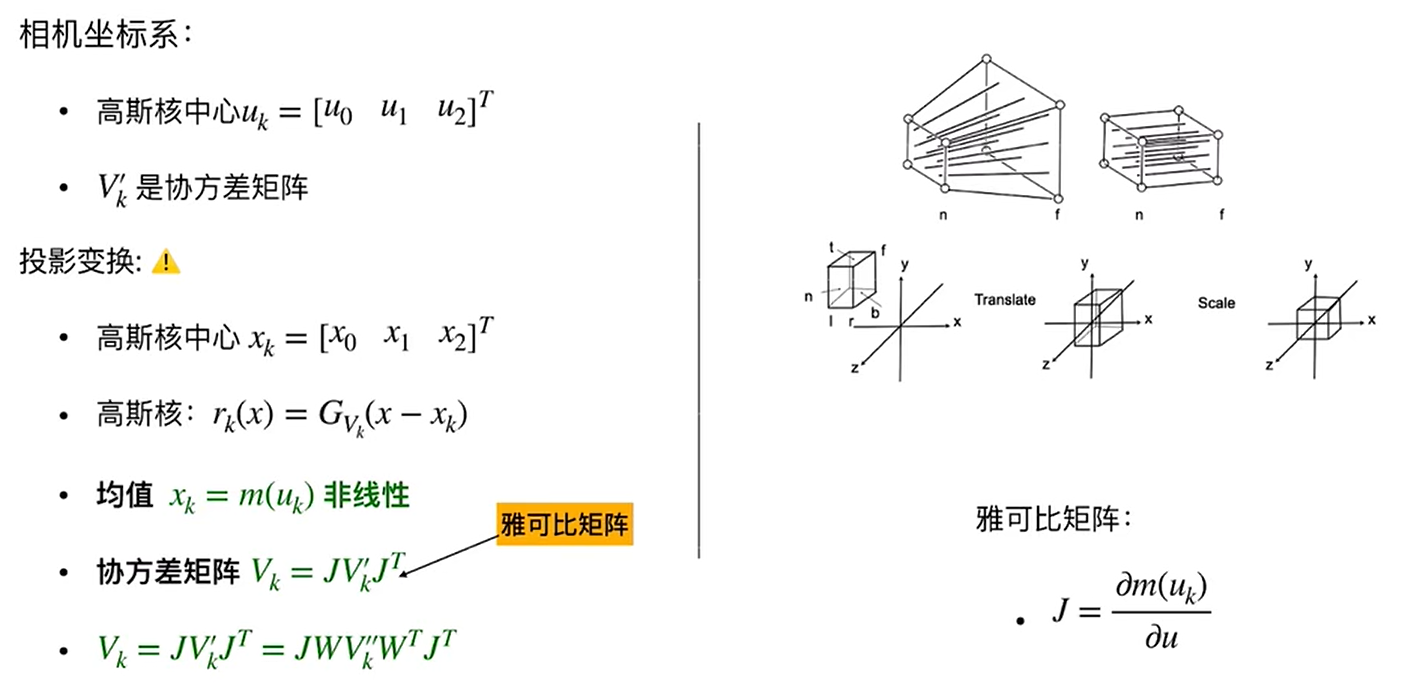 相机坐标系：
• 高斯核中心$u_k = [u_0 \quad u_1 \quad u_2]^T$
• $V_k'$ 是协方差矩阵
投影变换: ⚠️
• 高斯核中心 $x_k = [x_0 \quad x_1 \quad x_2]^T$
• 高斯核：$r_k(x) = G_{V_k}(x - x_k)$
• 均值 $x_k = m(u_k)$ 非线性
雅可比矩阵
• 协方差矩阵 $V_k = JV_k'J^T$
• $V_k = JV_k'J^T = JWV_k''W^TJ^T$
n f n f
t f
n
l r b
y
x
z
Translate
y
x
z
Scale
y
x
z
雅可比矩阵：
• $J = \frac{\partial m(u_k)}{\partial u}$